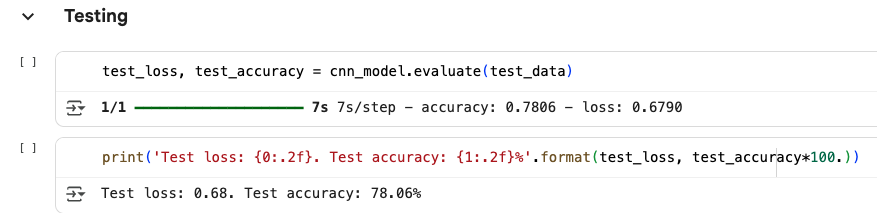 Testing
[ ]
test_loss, test_accuracy = cnn_model.evaluate(test_data)
1/1 ━━━━━━━━━━━━━━━━━━━━ 7s 7s/step - accuracy: 0.7806 - loss: 0.6790
[ ]
print('Test loss: {0:.2f}. Test accuracy: {1:.2f}%'.format(test_loss, test_accuracy*100.))
Test loss: 0.68. Test accuracy: 78.06%